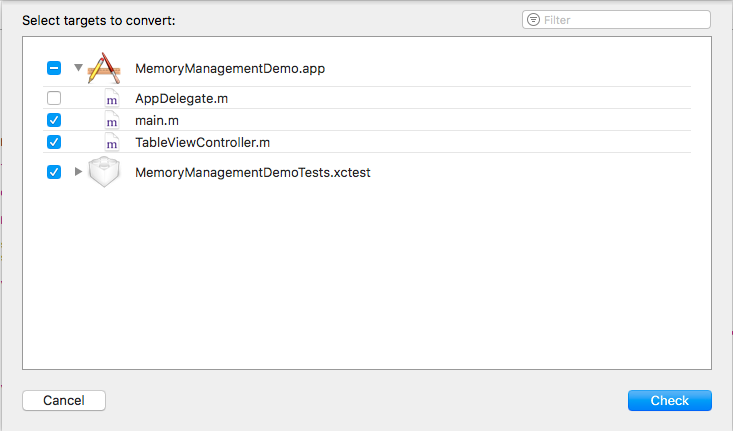 Select targets to convert:
Filter
MemoryManagementDemo.app
m AppDelegate.m
m main.m
m TableViewController.m
MemoryManagementDemoTests.xctest
Cancel
Check